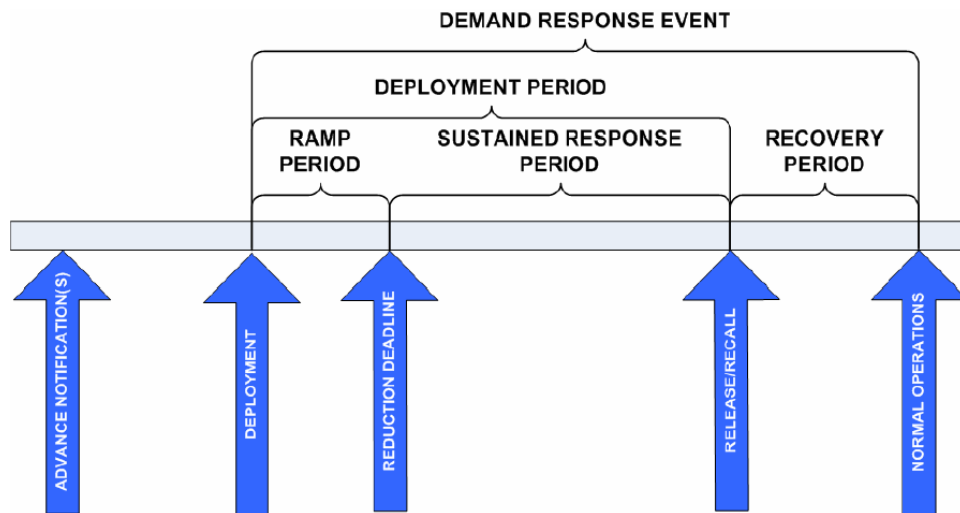 DEMAND RESPONSE EVENT
DEPLOYMENT PERIOD
RAMP
PERIOD
SUSTAINED RESPONSE
PERIOD
RECOVERY
PERIOD
ADVANCE NOTIFICATION(S)
DEPLOYMENT
REDUCTION DEADLINE
RELEASE/RECALL
NORMAL OPERATIONS